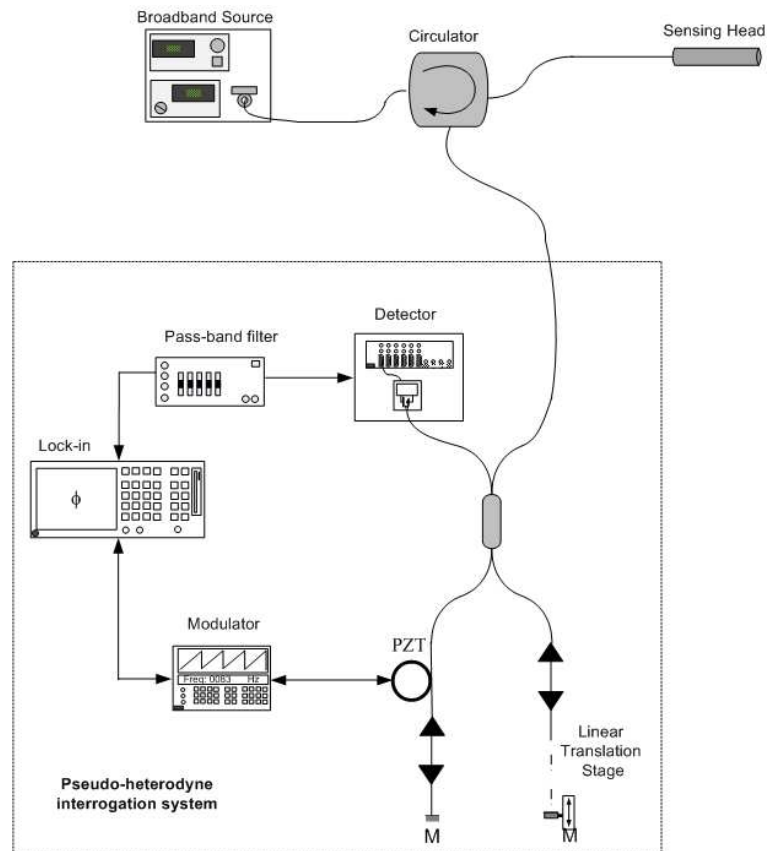 Broadband Source
Circulator
Sensing Head
Detector
Pass-band filter
Lock-in
ϕ
Modulator
Freq: 0083 Hz
PZT
Linear
Translation
Stage
Pseudo-heterodyne
interrogation system
M
M